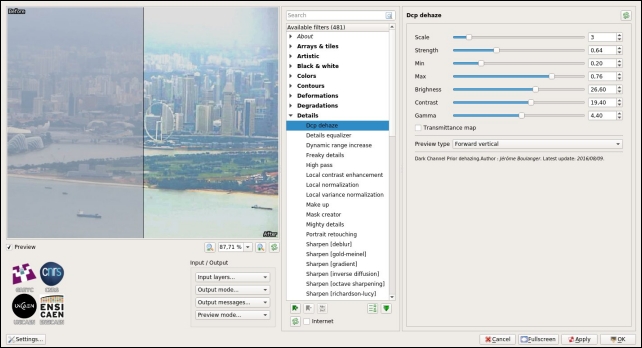 Before
After
Preview
87,71 %
GREYC
CNRS
cnrs
UNICAEN
UNICAEN
ENSI
CAEN
ENSICAEN
Input / Output
Input layers...
Output mode...
Output messages...
Preview mode...
Settings...
Search
Available filters (481)
About
Arrays & tiles
Artistic
Black & white
Colors
Contours
Deformations
Degradations
Details
Dcp dehaze
Details equalizer
Dynamic range increase
Freaky details
High pass
Local contrast enhancement
Local normalization
Local variance normalization
Make up
Mask creator
Mighty details
Portrait retouching
Sharpen [deblur]
Sharpen [gold-meinel]
Sharpen [gradient]
Sharpen [inverse diffusion]
Sharpen [octave sharpening]
Sharpen [richardson-lucy]
Internet
Dcp dehaze
Scale 3
Strength 0,64
Min 0,20
Max 0,76
Brighness 26,60
Contrast 19,40
Gamma 4,40
Transmittance map
Preview type Forward vertical
Dark Channel Prior dehazing Author : Jérôme Boulanger. Latest update: 2016/08/09.
Cancel
Fullscreen
Apply
OK